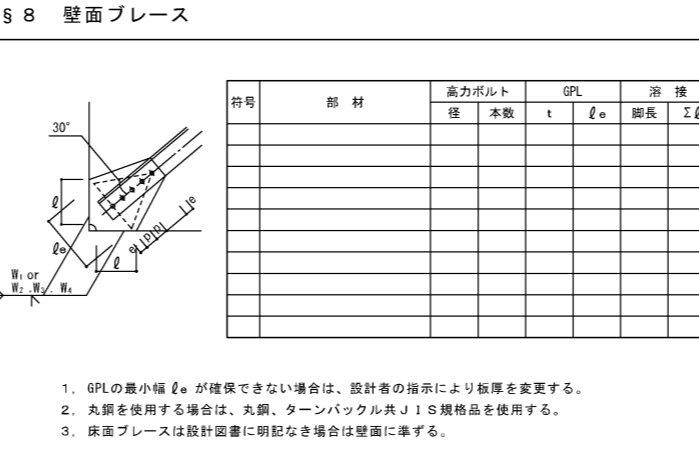 §８　壁面ブレース
符号　部　材　高力ボルト　GPL　溶　接
径　本数　t　ℓe　脚長　Σℓ
30°
ℓ
e
ℓe
e P P
ℓ
W₁ or
W₂ .W₃ . W₄
1. GPLの最小幅 ℓe が確保できない場合は、設計者の指示により板厚を変更する。
2. 丸鋼を使用する場合は、丸鋼、ターンバックル共ＪＩＳ規格品を使用する。
3. 床面ブレースは設計図書に明記なき場合は壁面に準ずる。